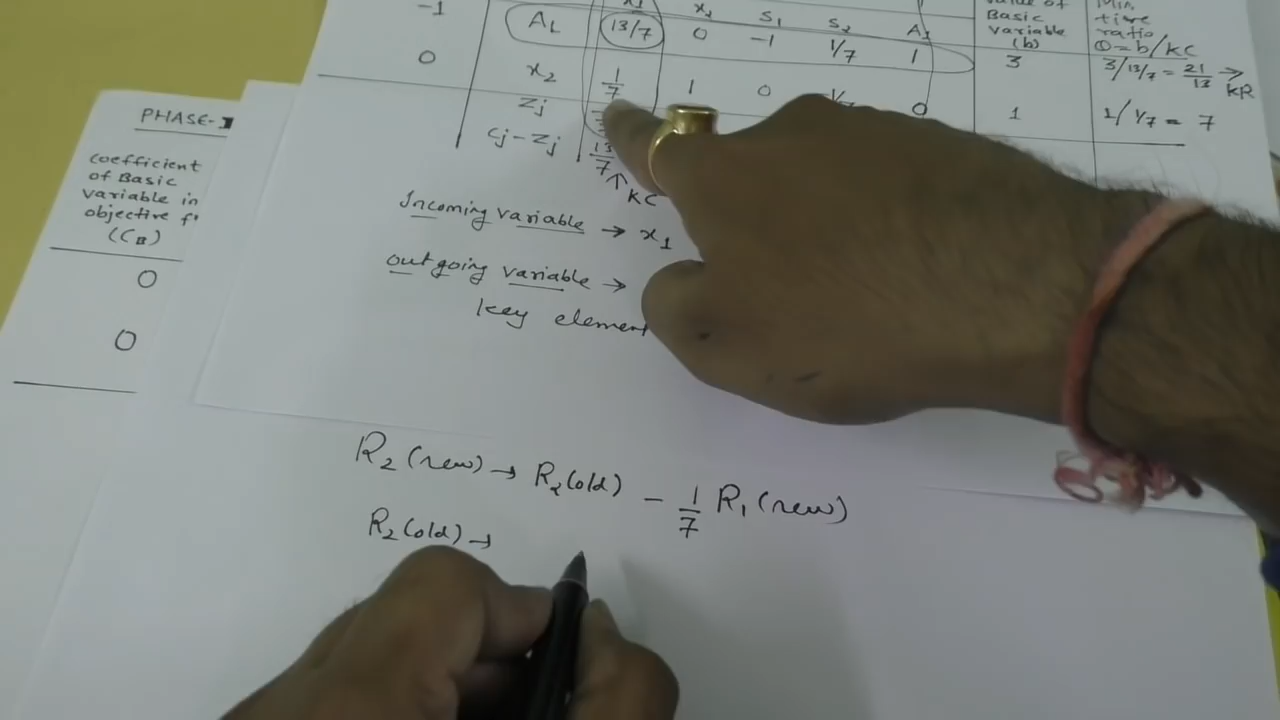 Basic
variable
(b)
tive
ratio
θ=b/KC
-1 A1 13/7 0 -1 1/7 1 3 3/13/7 = 21/13 → KR
0 x2 1/7 1 0 0 1 1/1/7 = 7
Zj
Cj-Zj 13/7
↑ KC
Incoming variable → x1
outgoing variable →
key element
PHASE-I
coefficient
of Basic
variable in
objective f
(CB)
0
0
R2(new) → R2(old) - 1/7 R1(new)
R2(old) →